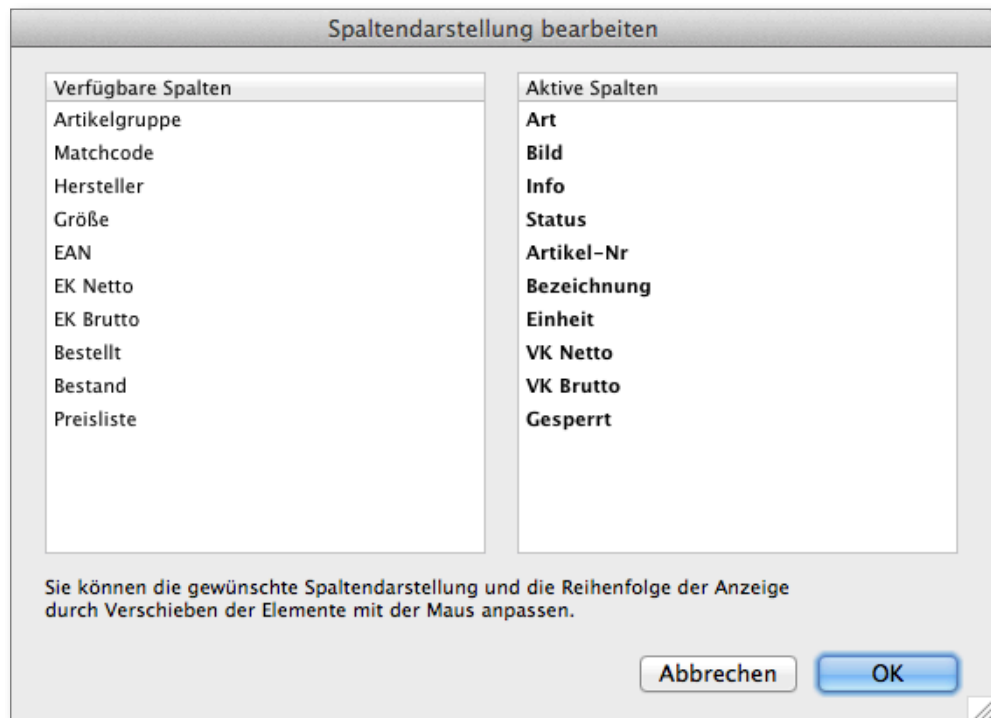 Spaltendarstellung bearbeiten
Verfügbare Spalten
Artikelgruppe
Matchcode
Hersteller
Größe
EAN
EK Netto
EK Brutto
Bestellt
Bestand
Preisliste
Aktive Spalten
Art
Bild
Info
Status
Artikel-Nr
Bezeichnung
Einheit
VK Netto
VK Brutto
Gesperrt
Sie können die gewünschte Spaltendarstellung und die Reihenfolge der Anzeige
durch Verschieben der Elemente mit der Maus anpassen.
Abbrechen
OK